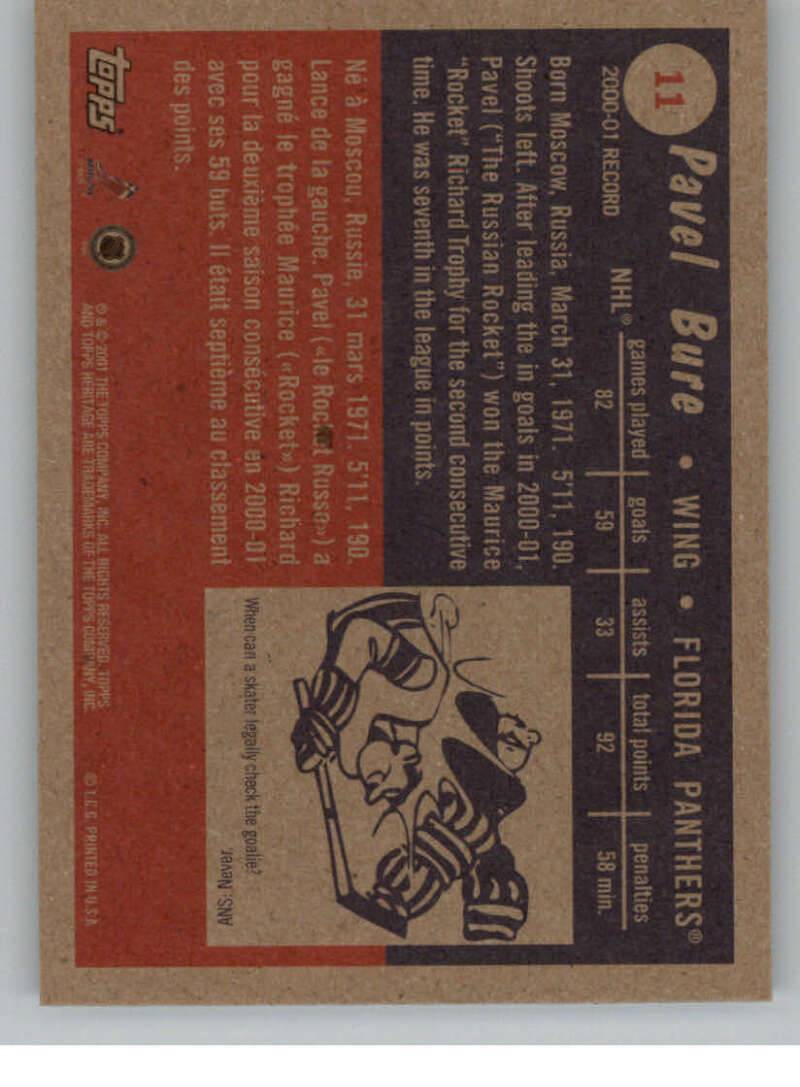 11
Pavel Bure • WING • FLORIDA PANTHERS®
2000-01 RECORD
NHL® games played goals assists total points penalties
82 59 33 92 58 min.
Born Moscow, Russia, March 31, 1971. 5'11, 190.
Shoots left. After leading the in goals in 2000-01,
Pavel ("The Russian Rocket") won the Maurice
"Rocket" Richard Trophy for the second consecutive
time. He was seventh in the league in points.
Né à Moscou, Russie, 31 mars 1971. 5'11, 190.
Lance de la gauche. Pavel («le Rocket Russe») a
gagné le trophée Maurice («Rocket») Richard
pour la deuxième saison consécutive en 2000-01
avec ses 59 buts. Il était septième au classement
des points.
When can a skater legally check the goalie?
ANS: Never.
Topps
® & © 2001 THE TOPPS COMPANY, INC. ALL RIGHTS RESERVED. TOPPS
AND TOPPS HERITAGE ARE TRADEMARKS OF THE TOPPS COMPANY, INC.
© T.C.G. PRINTED IN U.S.A.